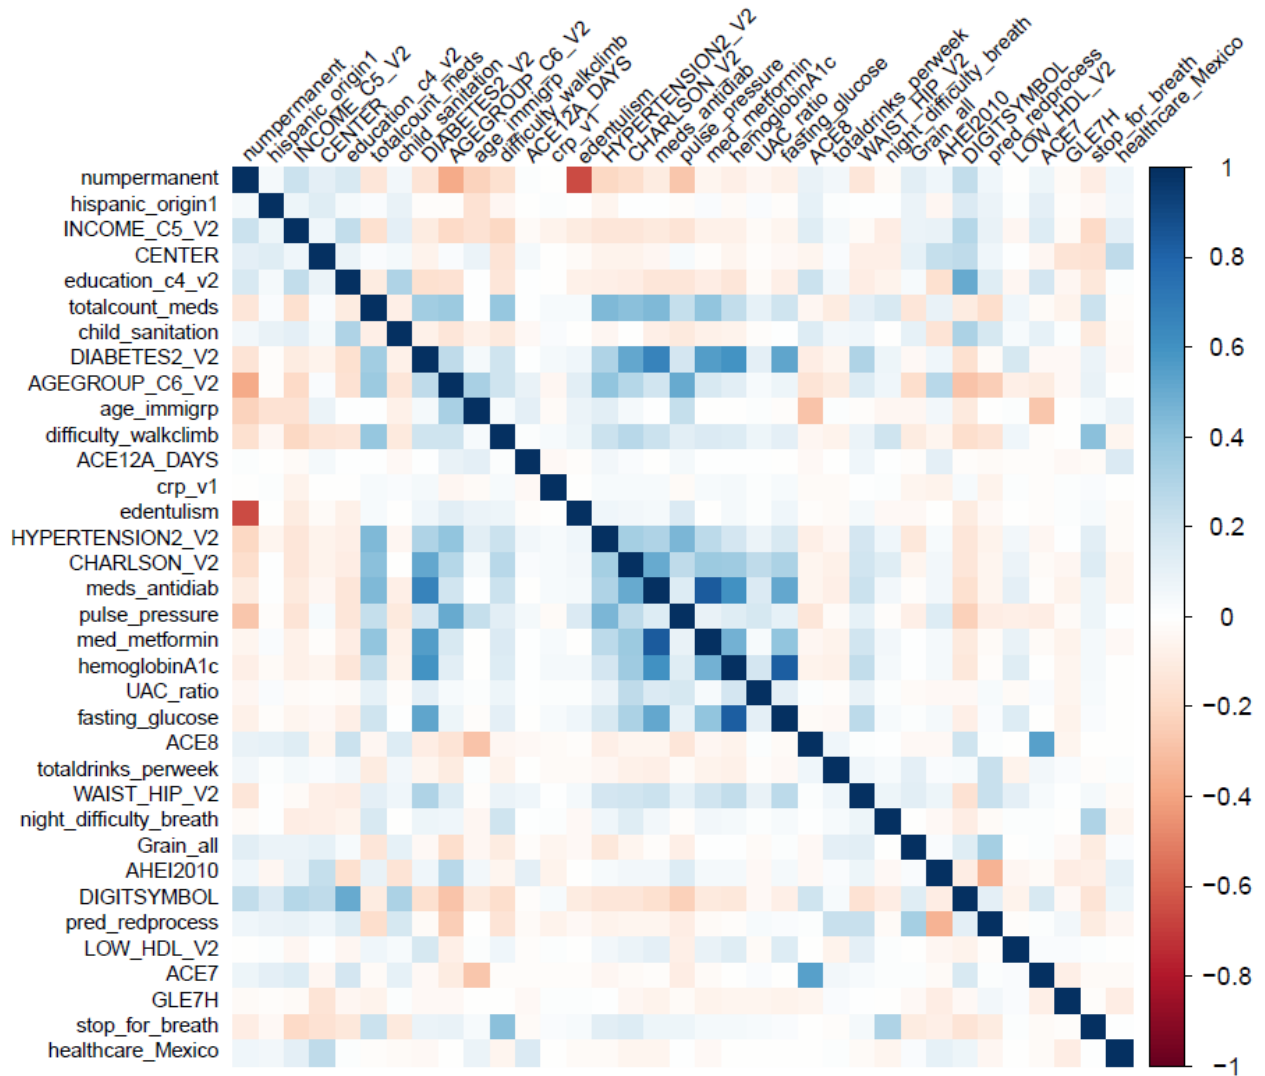 numpermanent
hispanic_origin1
INCOME_C5_V2
CENTER
education_c4_v2
totalcount_meds
child_sanitation
DIABETES2_V2
AGEGROUP_C6_V2
age_immigrp
difficulty_walkclimb
ACE12A_DAYS
crp_v1
edentulism
HYPERTENSION2_V2
CHARLSON_V2
meds_antidiab
pulse_pressure
med_metformin
hemoglobinA1c
UAC_ratio
fasting_glucose
ACE8
totaldrinks_perweek
WAIST_HIP_V2
night_difficulty_breath
Grain_all
AHEI2010
DIGITSYMBOL
pred_redprocess
LOW_HDL_V2
ACE7
GLE7H
stop_for_breath
healthcare_Mexico
numpermanent
hispanic_origin1
INCOME_C5_V2
CENTER
education_c4_v2
totalcount_meds
child_sanitation
DIABETES2_V2
AGEGROUP_C6_V2
age_immigrp
difficulty_walkclimb
ACE12A_DAYS
crp_v1
edentulism
HYPERTENSION2_V2
CHARLSON_V2
meds_antidiab
pulse_pressure
med_metformin
hemoglobinA1c
UAC_ratio
fasting_glucose
ACE8
totaldrinks_perweek
WAIST_HIP_V2
night_difficulty_breath
Grain_all
AHEI2010
DIGITSYMBOL
pred_redprocess
LOW_HDL_V2
ACE7
GLE7H
stop_for_breath
healthcare_Mexico
1
0.8
0.6
0.4
0.2
0
−0.2
−0.4
−0.6
−0.8
−1